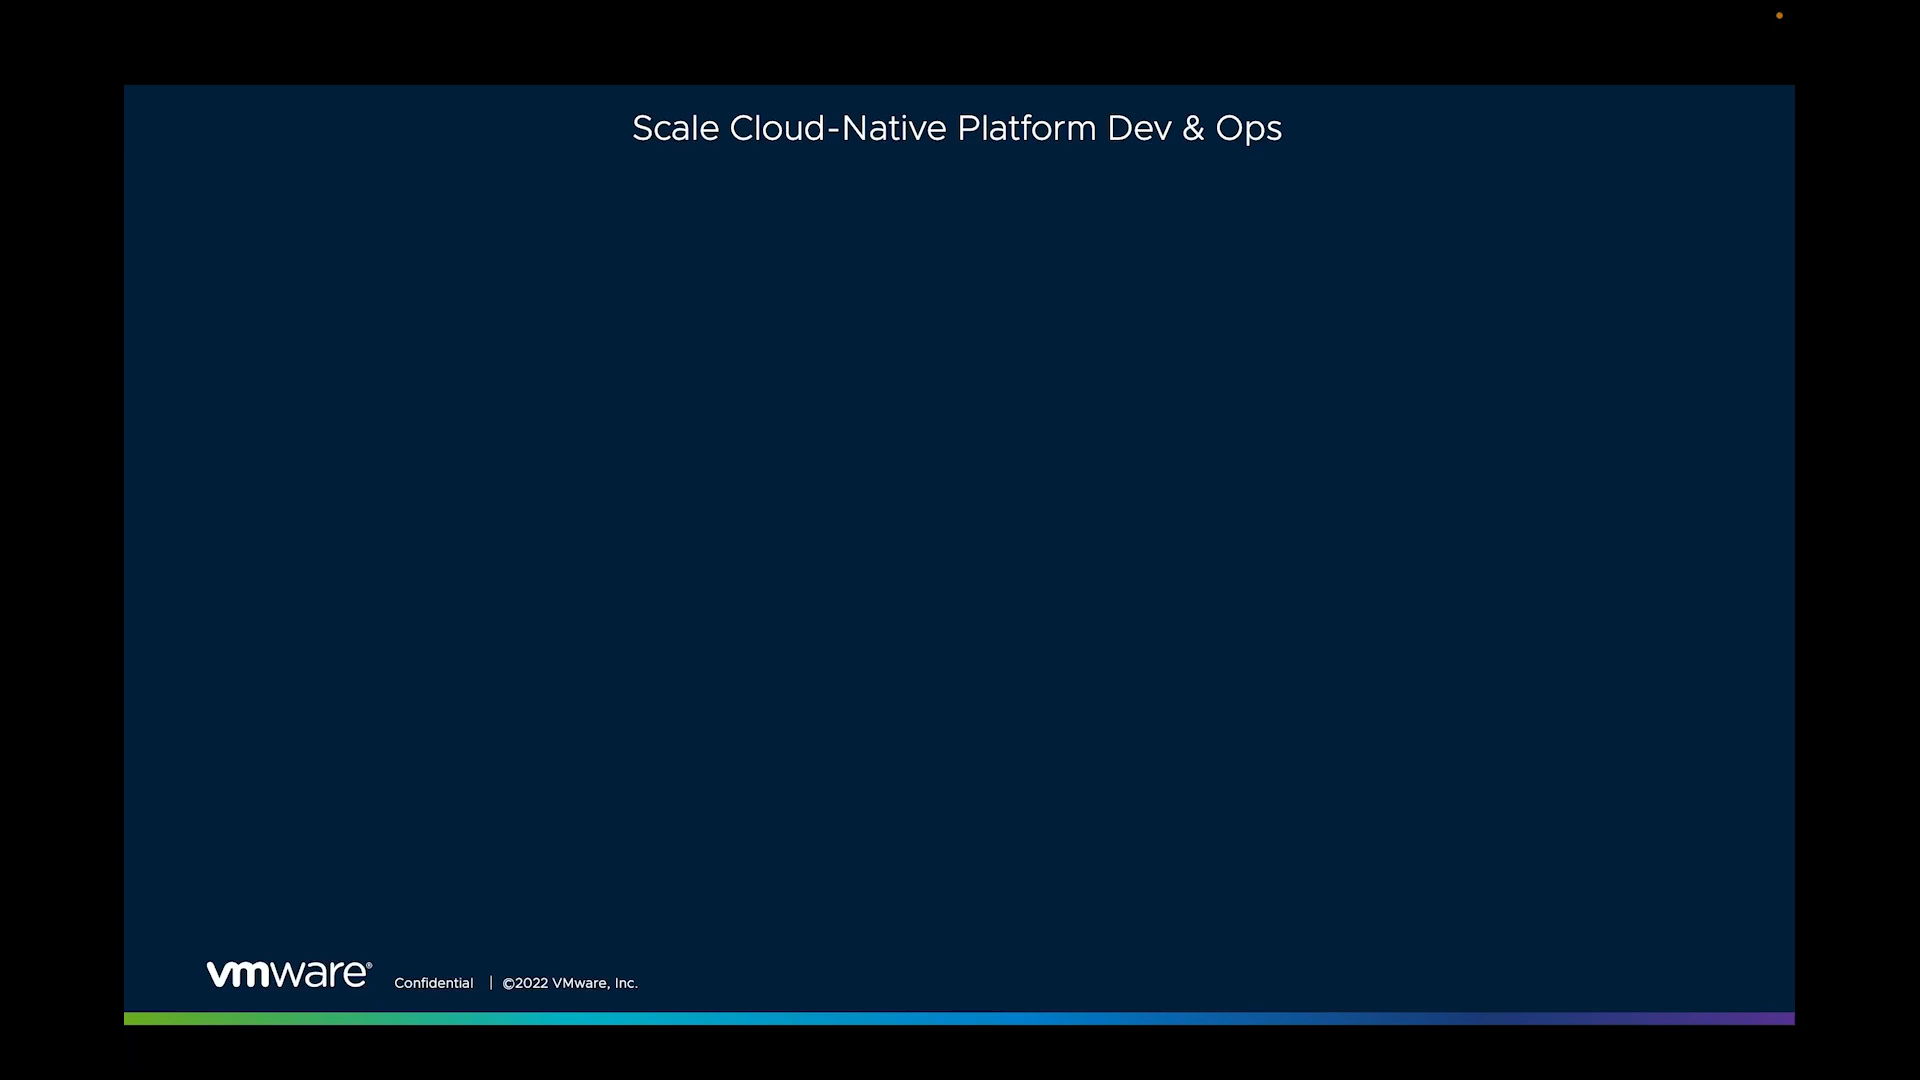 Scale Cloud-Native Platform Dev & Ops
vmware® Confidential | ©2022 VMware, Inc.